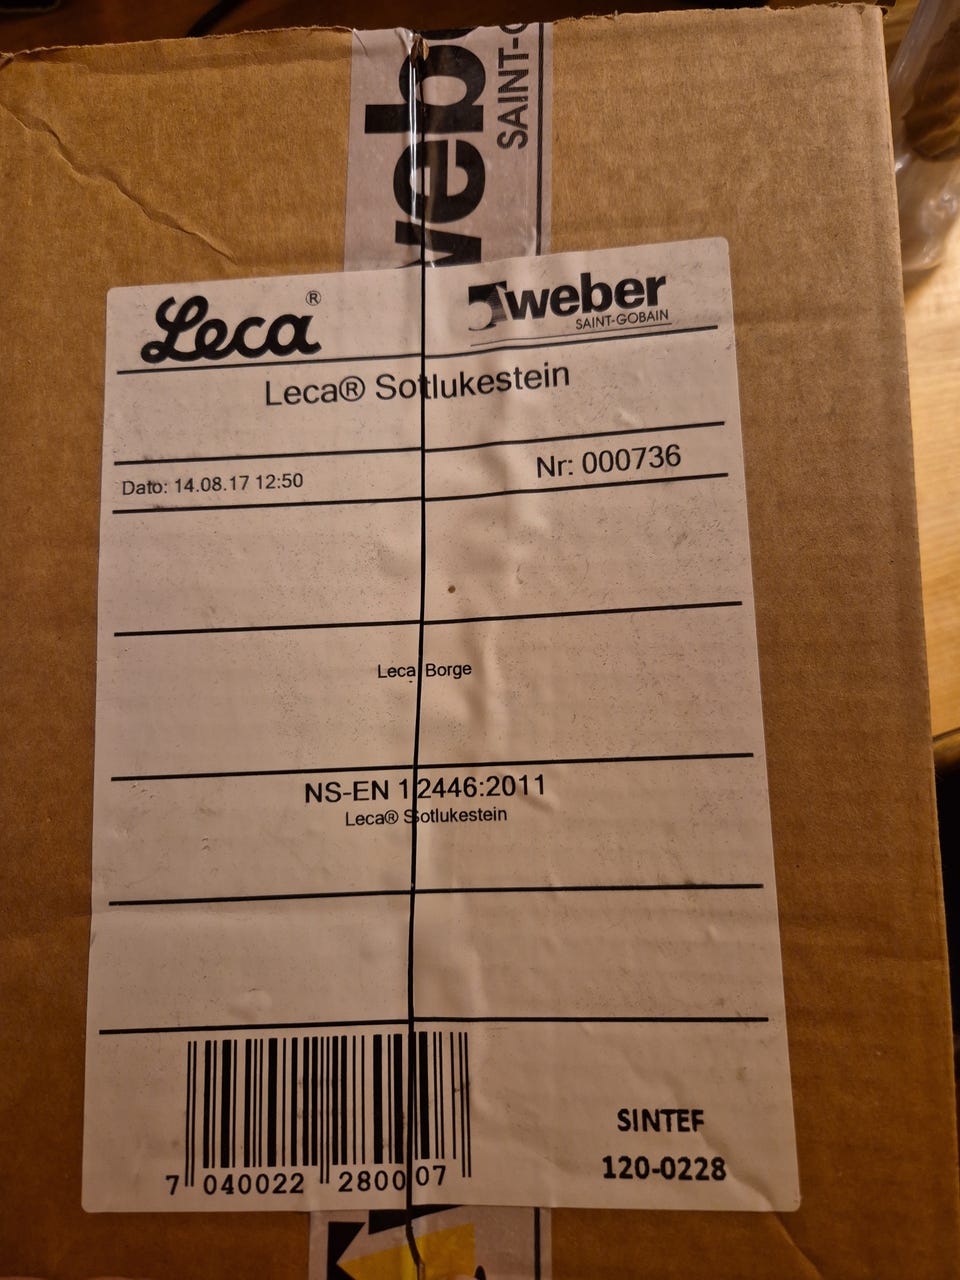 web
SAINT-G
Leca®
weber
SAINT-GOBAIN
Leca® Sotlukestein
Dato: 14.08.17 12:50
Nr: 000736
Leca Borge
NS-EN 12446:2011
Leca® Sotlukestein
7 040022 280007
SINTEF
120-0228